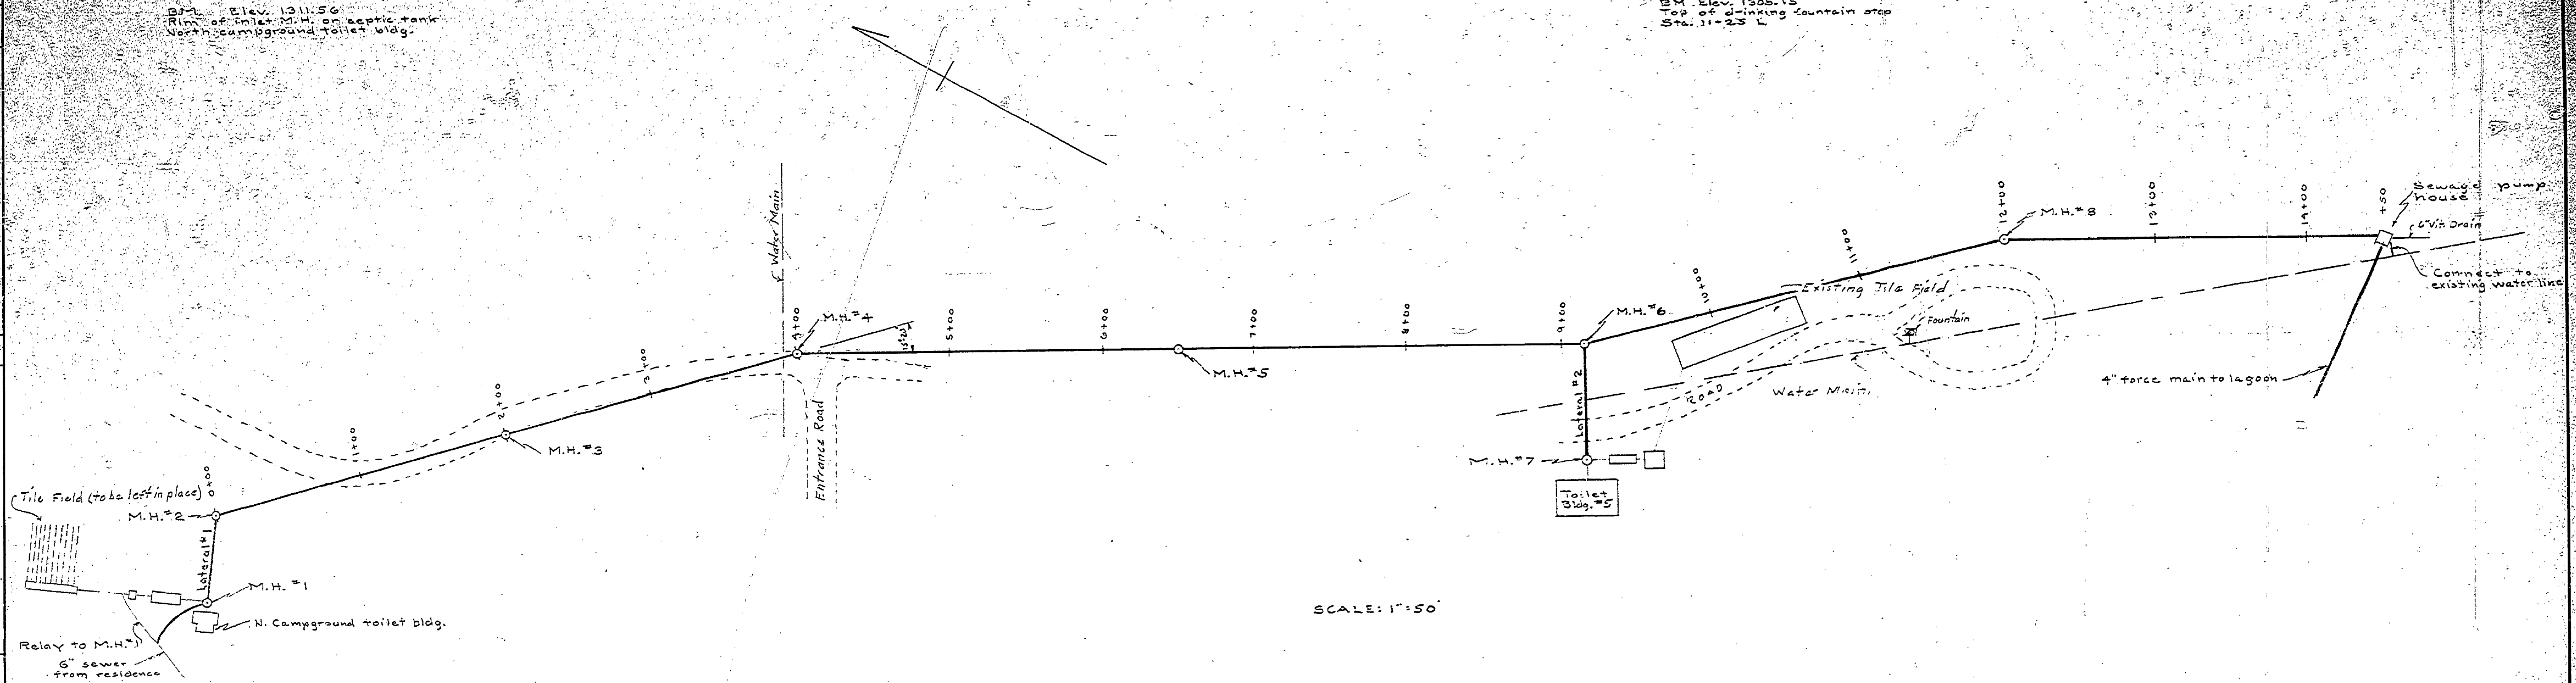 B.M. Elev. 1311.56
Rim of inlet M.H. on septic tank
North campground toilet bldg.
B.M. Elev. 1305.15
Top of drinking fountain step
Sta. 11+25 L
Tile Field (to be left in place)
0+00
M.H.#2
Lateral #1
M.H.#1
N. Campground toilet bldg.
Relay to M.H.#1
6" sewer
from residence
1+00
2+00
M.H.#3
3+00
℄ Water Main
4+00
M.H.#4
Entrance Road
5+00
6+00
M.H.#5
7+00
8+00
9+00
M.H.#6
Lateral #2
M.H.#7
Toilet
Bldg.#5
10+00
Existing Tile Field
ROAD
Water Main
Fountain
11+00
12+00
M.H.#8
13+00
14+00
+50
Sewage pump
house
6" Vit. Drain
Connect to
existing water line
4" force main to lagoon
SCALE: 1"=50'